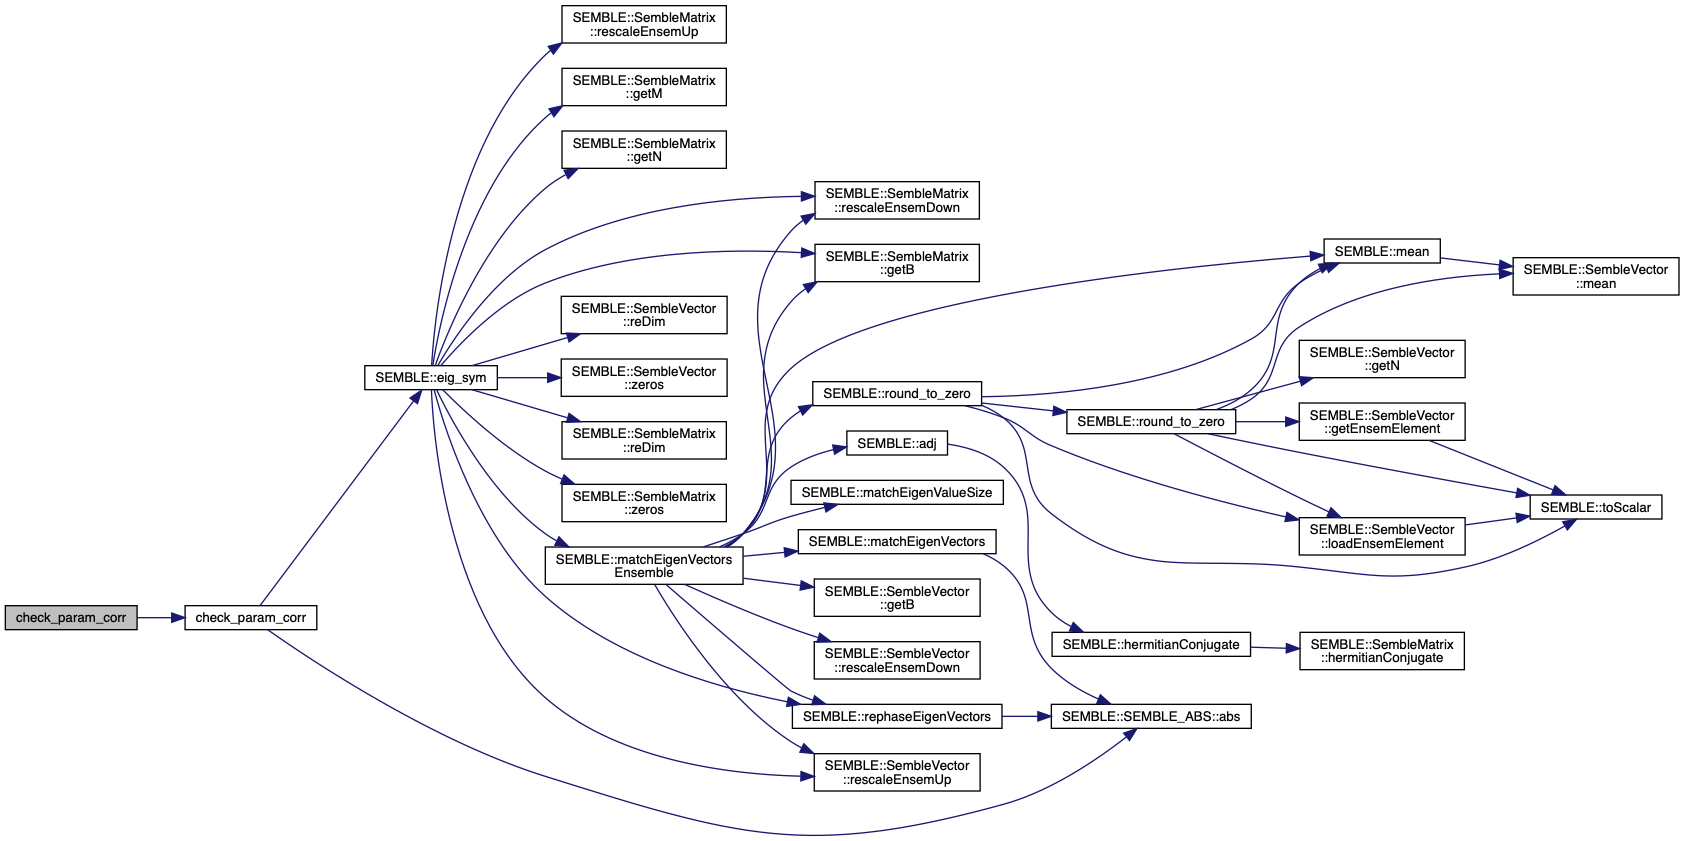 check_param_corr
check_param_corr
SEMBLE::eig_sym
SEMBLE::SembleMatrix
::rescaleEnsemUp
SEMBLE::SembleMatrix
::getM
SEMBLE::SembleMatrix
::getN
SEMBLE::SembleVector
::reDim
SEMBLE::SembleVector
::zeros
SEMBLE::SembleMatrix
::reDim
SEMBLE::SembleMatrix
::zeros
SEMBLE::matchEigenVectors
Ensemble
SEMBLE::SembleMatrix
::rescaleEnsemDown
SEMBLE::SembleMatrix
::getB
SEMBLE::round_to_zero
SEMBLE::adj
SEMBLE::matchEigenValueSize
SEMBLE::matchEigenVectors
SEMBLE::SembleVector
::getB
SEMBLE::SembleVector
::rescaleEnsemDown
SEMBLE::rephaseEigenVectors
SEMBLE::SembleVector
::rescaleEnsemUp
SEMBLE::round_to_zero
SEMBLE::hermitianConjugate
SEMBLE::SEMBLE_ABS::abs
SEMBLE::mean
SEMBLE::SembleVector
::getN
SEMBLE::SembleVector
::getEnsemElement
SEMBLE::SembleVector
::loadEnsemElement
SEMBLE::SembleMatrix
::hermitianConjugate
SEMBLE::SembleVector
::mean
SEMBLE::toScalar